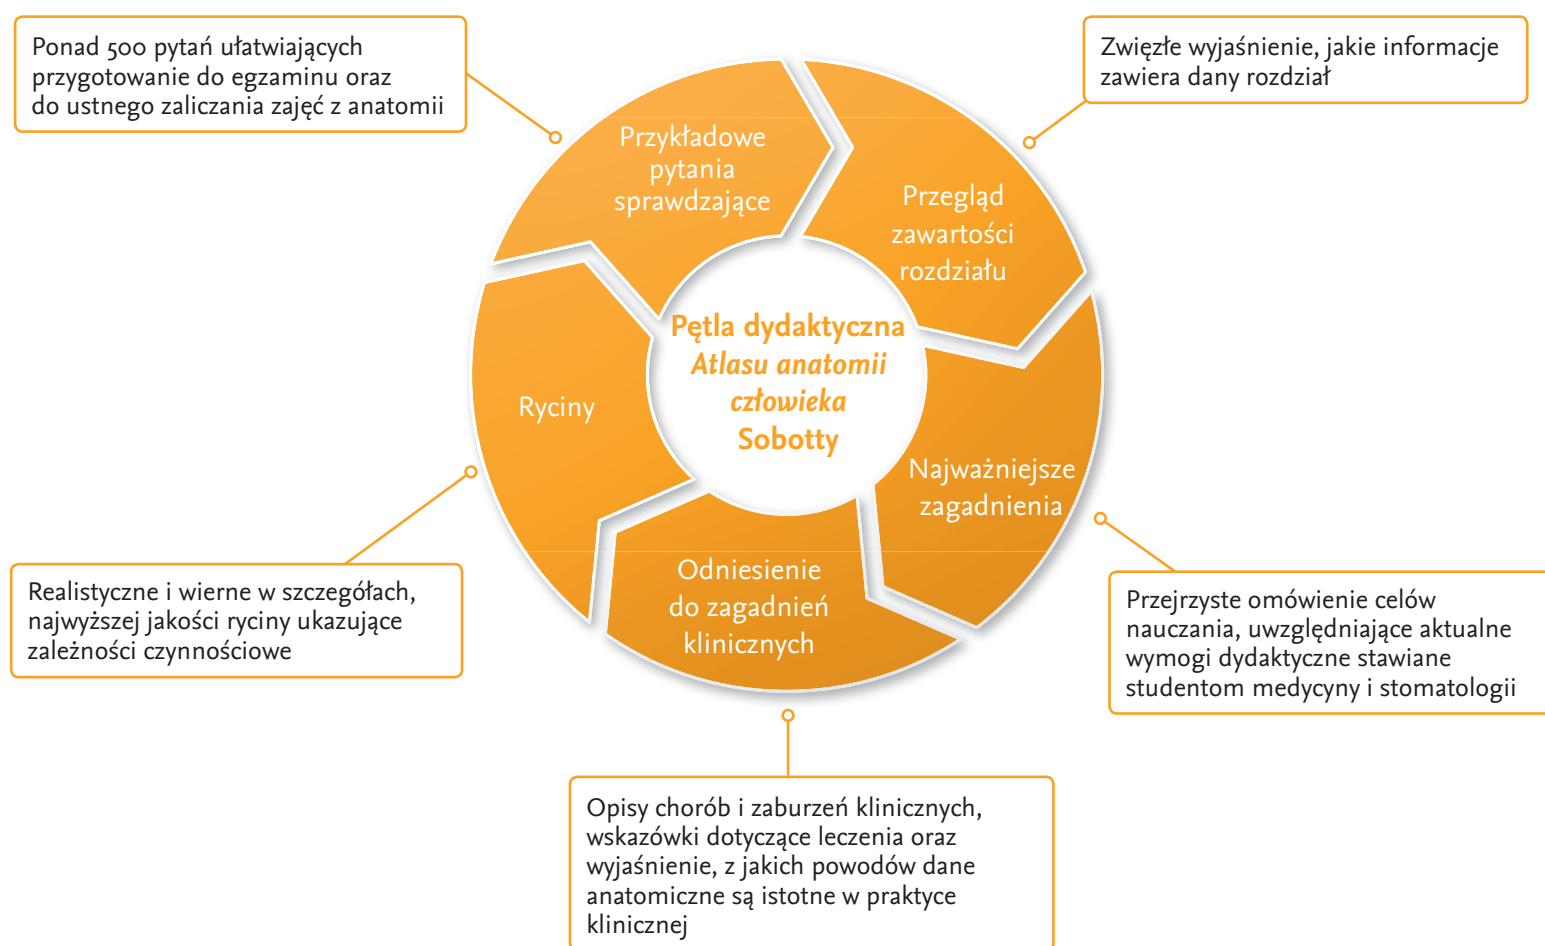 Ponad 500 pytań ułatwiających
przygotowanie do egzaminu oraz
do ustnego zaliczania zajęć z anatomii
Zwięzłe wyjaśnienie, jakie informacje
zawiera dany rozdział
Przykładowe
pytania
sprawdzające
Przegląd
zawartości
rozdziału
Pętla dydaktyczna
Atlasu anatomii
człowieka
Sobotty
Ryciny
Najważniejsze
zagadnienia
Odniesienie
do zagadnień
klinicznych
Realistyczne i wierne w szczegółach,
najwyższej jakości ryciny ukazujące
zależności czynnościowe
Przejrzyste omówienie celów
nauczania, uwzględniające aktualne
wymogi dydaktyczne stawiane
studentom medycyny i stomatologii
Opisy chorób i zaburzeń klinicznych,
wskazówki dotyczące leczenia oraz
wyjaśnienie, z jakich powodów dane
anatomiczne są istotne w praktyce
klinicznej